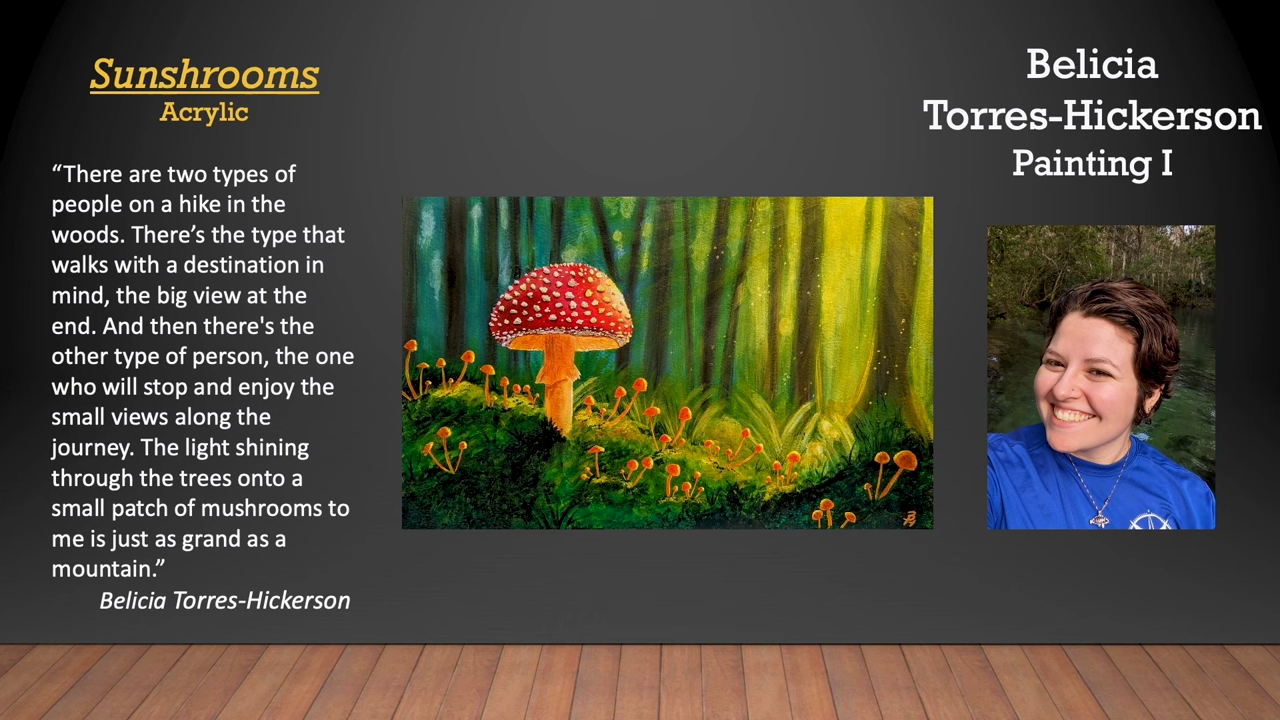 Sunshrooms
Acrylic
“There are two types of
people on a hike in the
woods. There’s the type that
walks with a destination in
mind, the big view at the
end. And then there's the
other type of person, the one
who will stop and enjoy the
small views along the
journey. The light shining
through the trees onto a
small patch of mushrooms to
me is just as grand as a
mountain.”
Belicia Torres-Hickerson
Belicia
Torres-Hickerson
Painting I